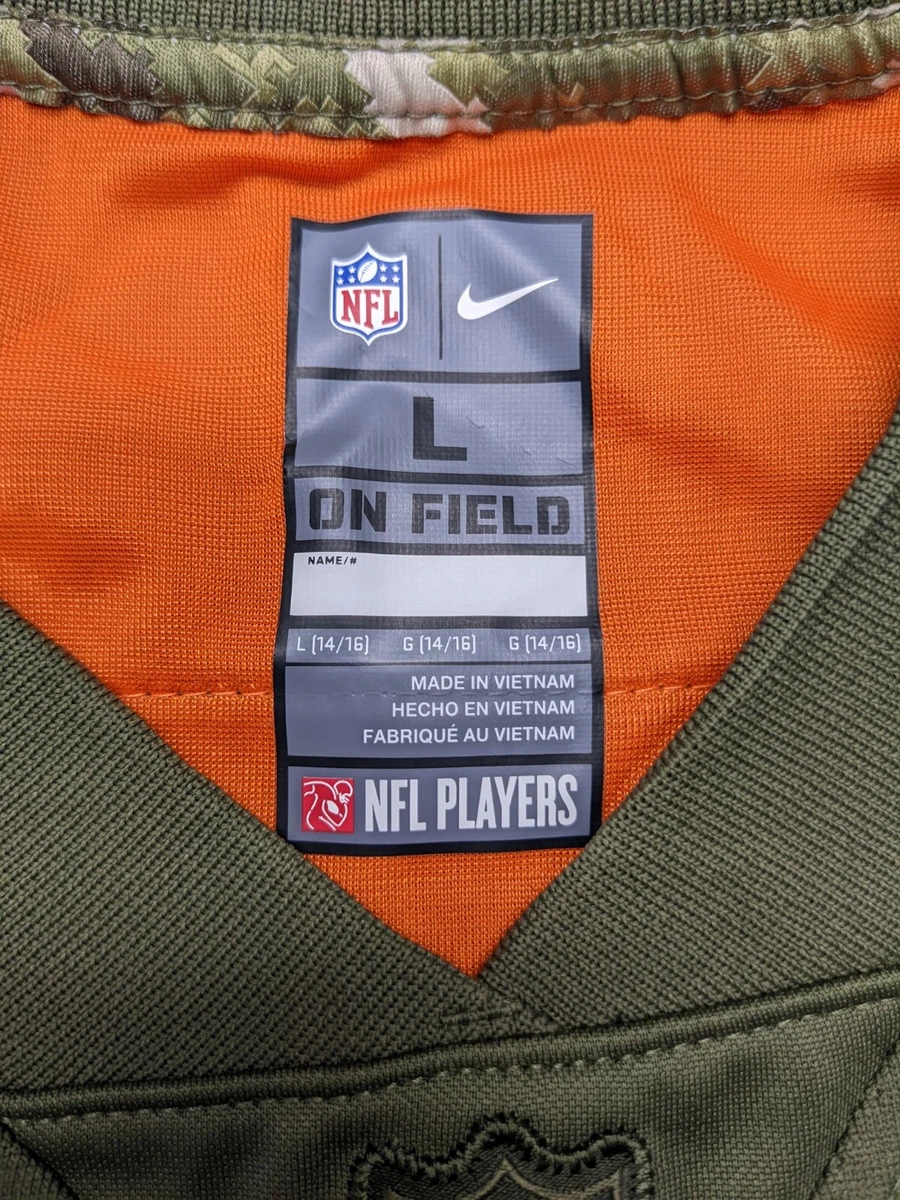 NFL
L
ON FIELD
NAME/#
L (14/16) G (14/16) G (14/16)
MADE IN VIETNAM
HECHO EN VIETNAM
FABRIQUÉ AU VIETNAM
NFL PLAYERS